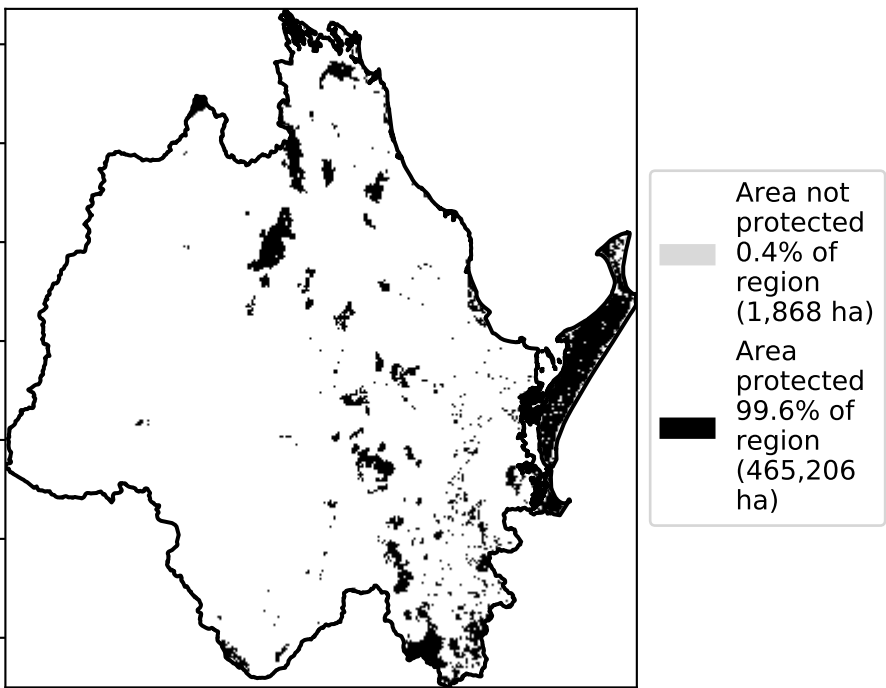 Area not
protected
0.4% of
region
(1,868 ha)
Area
protected
99.6% of
region
(465,206
ha)